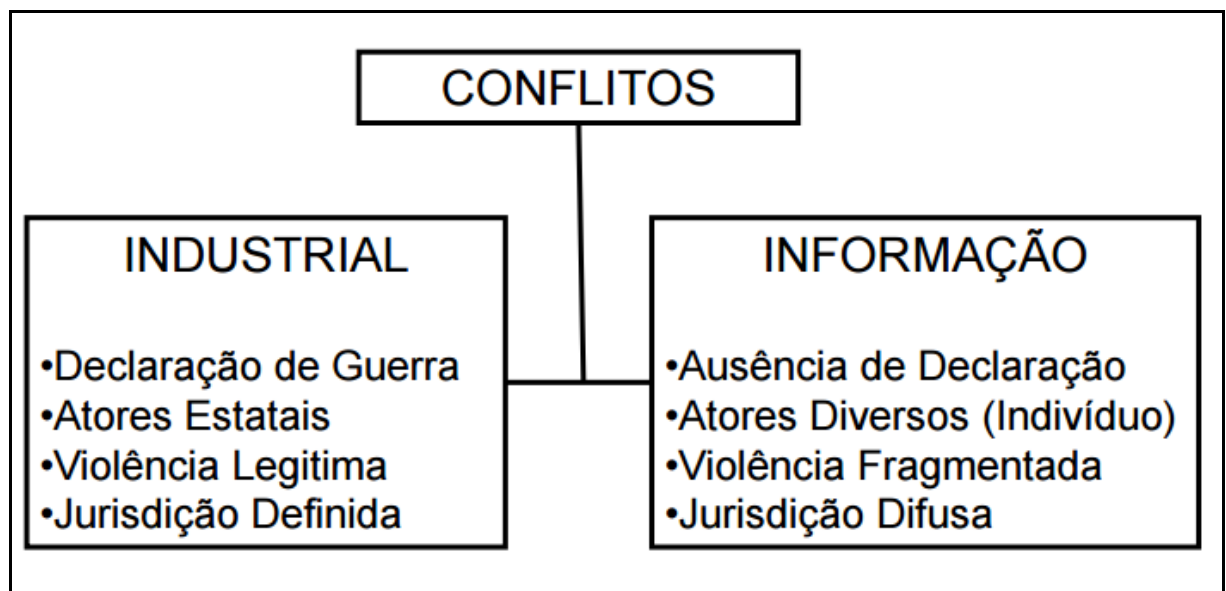 CONFLITOS
INDUSTRIAL
•Declaração de Guerra
•Atores Estatais
•Violência Legitima
•Jurisdição Definida
INFORMAÇÃO
•Ausência de Declaração
•Atores Diversos (Indivíduo)
•Violência Fragmentada
•Jurisdição Difusa